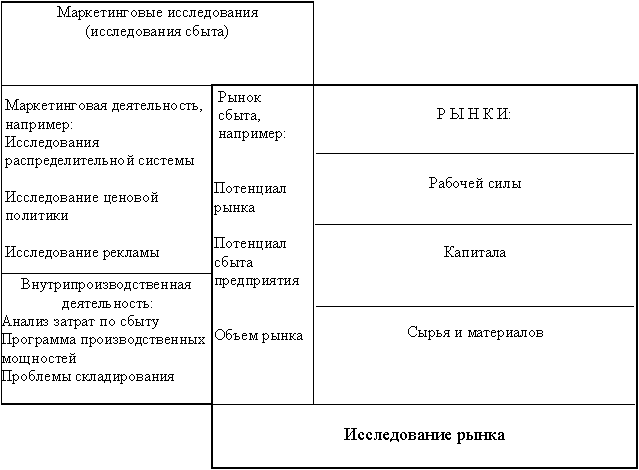 Маркетинговые исследования
(исследования сбыта)
Маркетинговая деятельность,
например:
Исследования
распределительной системы
Исследование ценовой
политики
Исследование рекламы
Внутрипроизводственная
деятельность:
Анализ затрат по сбыту
Программа производственных
мощностей
Проблемы складирования
Рынок
сбыта,
например:
Потенциал
рынка
Потенциал
сбыта
предприятия
Объем рынка
Р Ы Н К И:
Рабочей силы
Капитала
Сырья и материалов
Исследование рынка